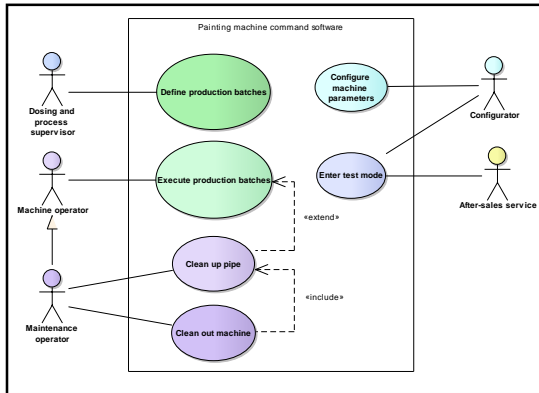 Painting machine command software
Dosing and
process
supervisor
Define production batches
Configure
machine
parameters
Configurator
Machine operator
Execute production batches
Enter test mode
After-sales service
«extend»
Clean up pipe
«include»
Maintenance
operator
Clean out machine